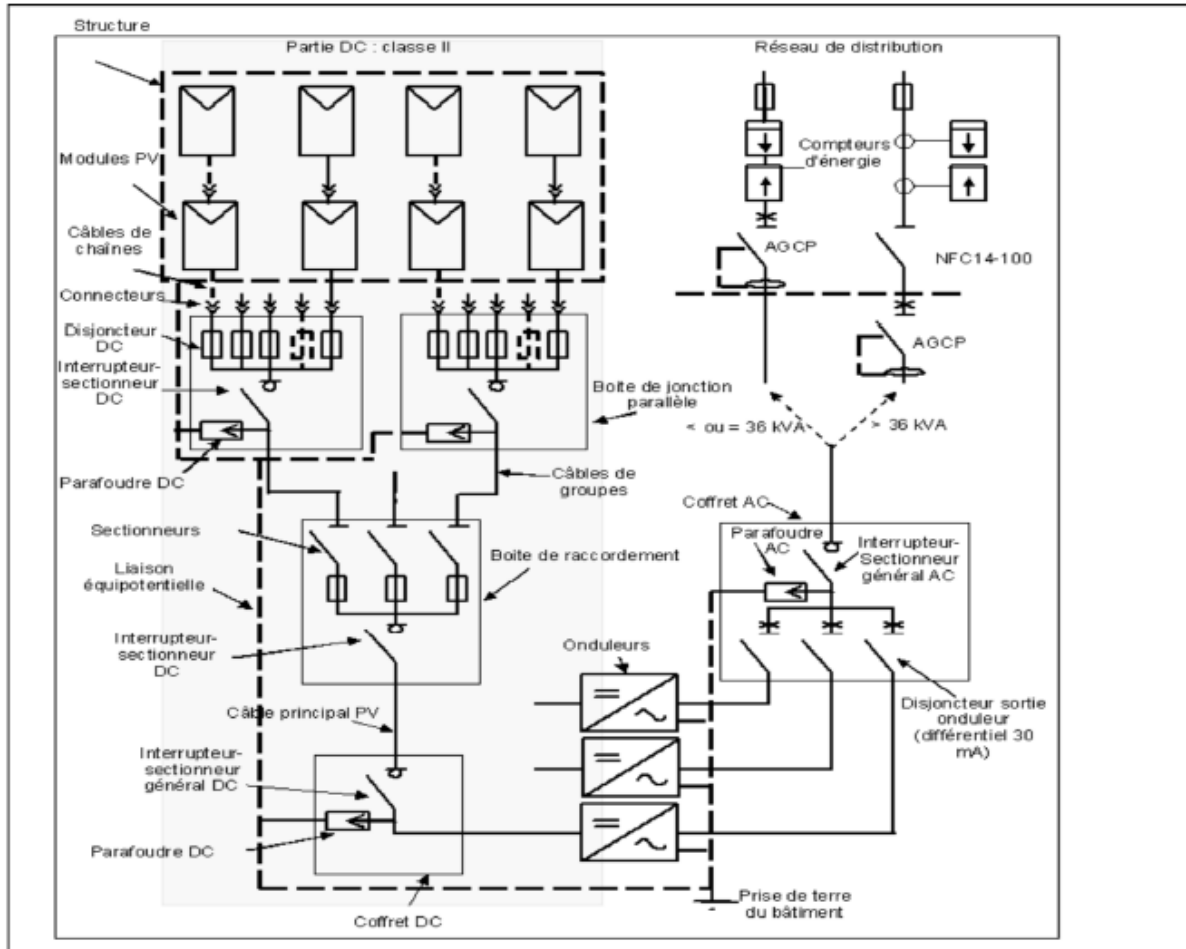 Structure
Partie DC : classe II
Réseau de distribution
Modules PV
Compteurs
d'énergie
Câbles de
chaînes
AGCP
NFC14-100
Connecteurs
Disjoncteur
DC
AGCP
Interrupteur-
sectionneur
DC
Boite de jonction
parallèle
< ou = 36 kVA
> 36 kVA
Parafoudre DC
Câbles de
groupes
Coffret AC
Sectionneurs
Parafoudre
AC
Interrupteur-
Sectionneur
général AC
Boite de raccordement
Liaison
équipotentielle
Interrupteur-
sectionneur
DC
Onduleurs
Câble principal PV
Disjoncteur sortie
onduleur
(différentiel 30
mA)
Interrupteur-
sectionneur
général DC
Parafoudre DC
Coffret DC
Prise de terre
du bâtiment